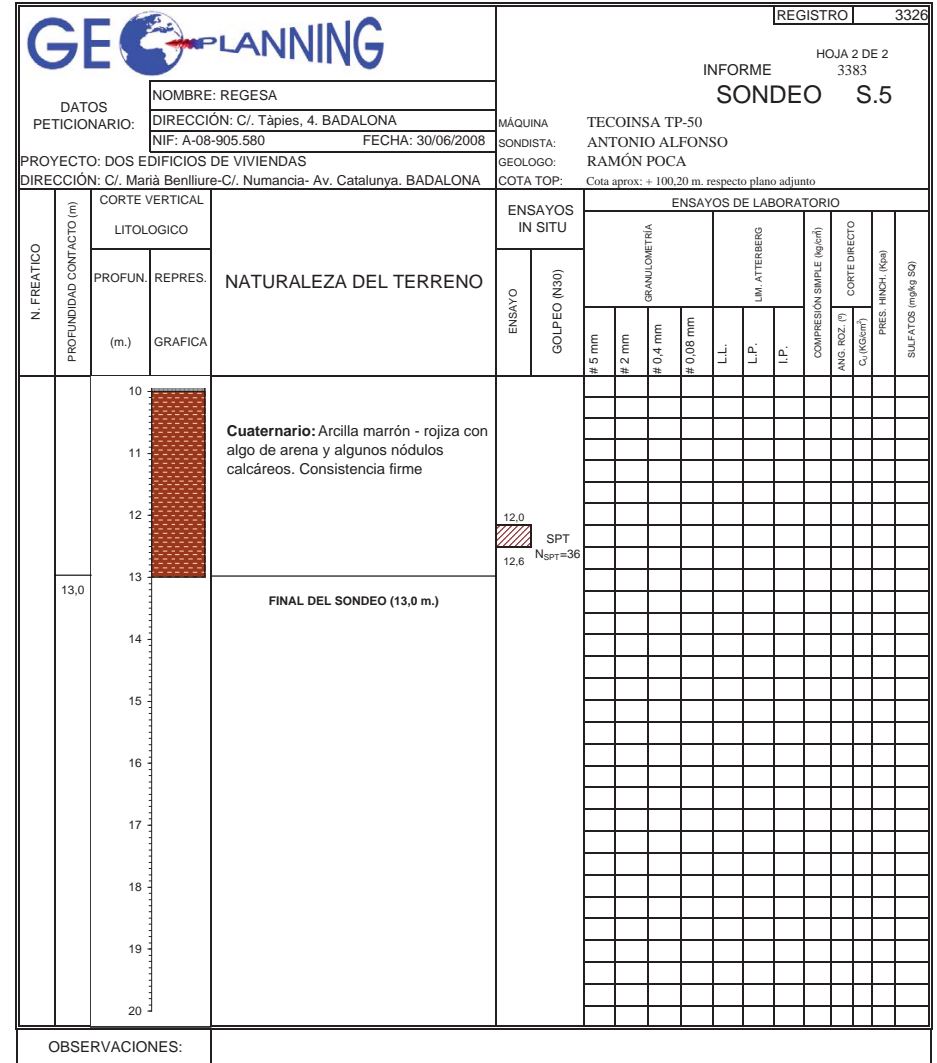 GEOPLANNING
REGISTRO 3326
HOJA 2 DE 2
INFORME 3383
SONDEO S.5
DATOS PETICIONARIO:
NOMBRE: REGESA
DIRECCIÓN: C/. Tàpies, 4. BADALONA
NIF: A-08-905.580 FECHA: 30/06/2008
MÁQUINA TECOINSA TP-50
SONDISTA: ANTONIO ALFONSO
GEOLOGO: RAMÓN POCA
COTA TOP: Cota aprox: + 100,20 m. respecto plano adjunto
PROYECTO: DOS EDIFICIOS DE VIVIENDAS
DIRECCIÓN: C/. Marià Benlliure-C/. Numancia- Av. Catalunya. BADALONA
N. FREATICO
PROFUNDIDAD CONTACTO (m)
CORTE VERTICAL
LITOLOGICO
PROFUN.
(m.)
REPRES.
GRAFICA
NATURALEZA DEL TERRENO
ENSAYOS
IN SITU
ENSAYO
GOLPEO (N30)
ENSAYOS DE LABORATORIO
GRANULOMETRÍA
# 5 mm
# 2 mm
# 0,4 mm
# 0,08 mm
LIM. ATTERBERG
L.L.
L.P.
I.P.
COMPRESIÓN SIMPLE (kg/cm²)
CORTE DIRECTO
ANG. ROZ. (º)
Cᵤ (KG/cm²)
PRES. HINCH. (Kpa)
SULFATOS (mg/kg SQ)
10
Cuaternario: Arcilla marrón - rojiza con
algo de arena y algunos nódulos
calcáreos. Consistencia firme
11
12
12,0
SPT
N_SPT=36
12,6
13
13,0
FINAL DEL SONDEO (13,0 m.)
14
15
16
17
18
19
20
OBSERVACIONES: